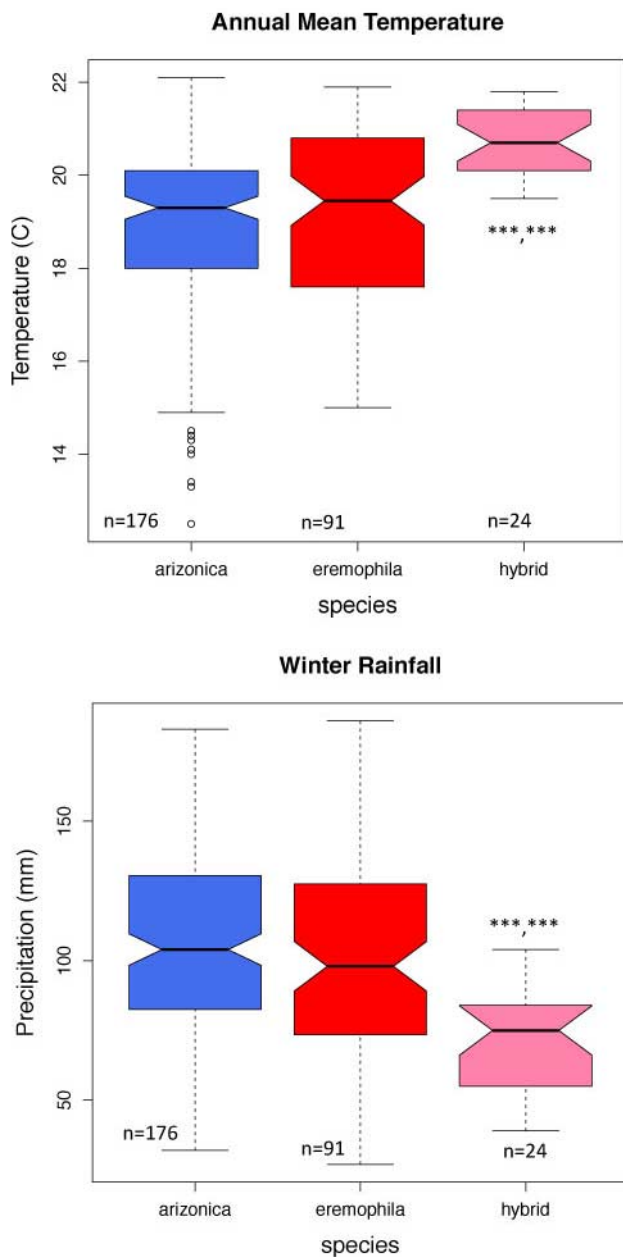 Annual Mean Temperature
Temperature (C)
22
20
18
16
14
***,***
n=176 n=91 n=24
arizonica eremophila hybrid
species
Winter Rainfall
Precipitation (mm)
150
100
50
***,***
n=176 n=91 n=24
arizonica eremophila hybrid
species